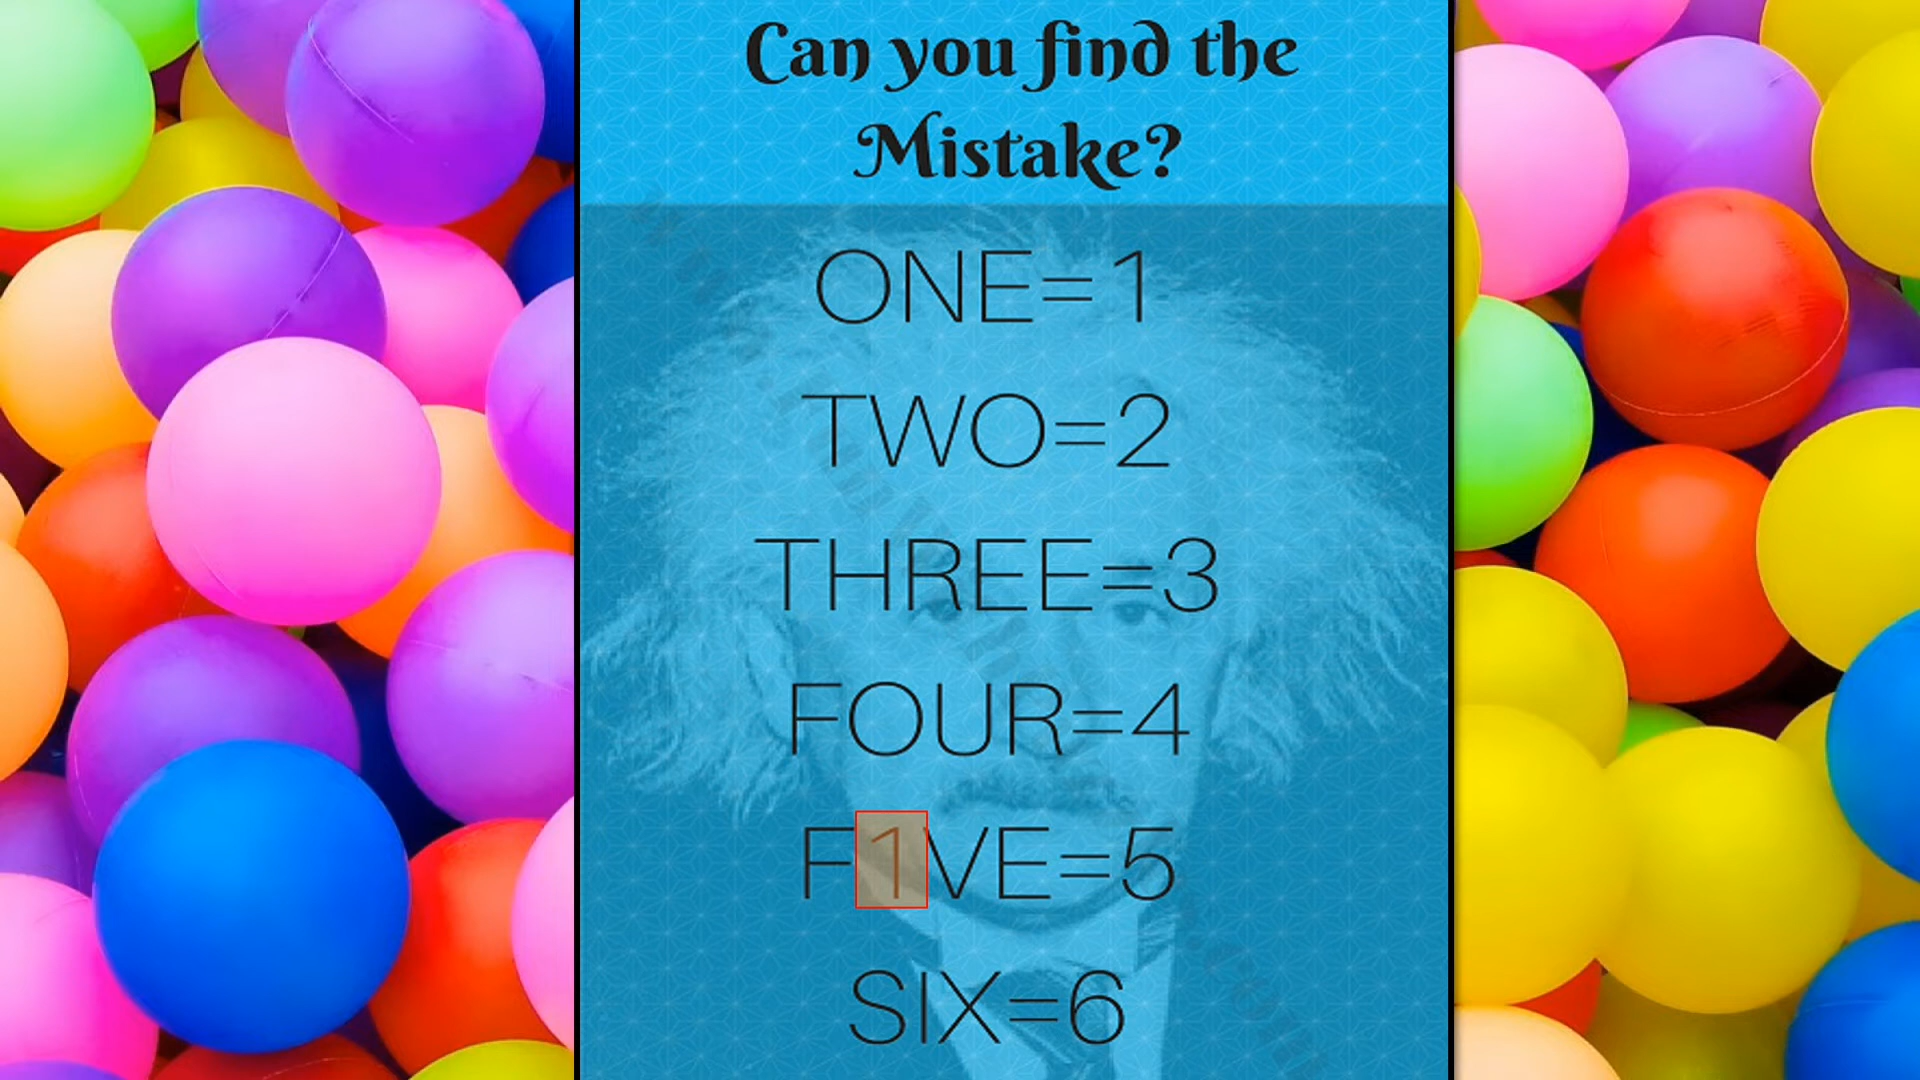 Can you find the
Mistake?
ONE=1
TWO=2
THREE=3
FOUR=4
F1VE=5
SIX=6